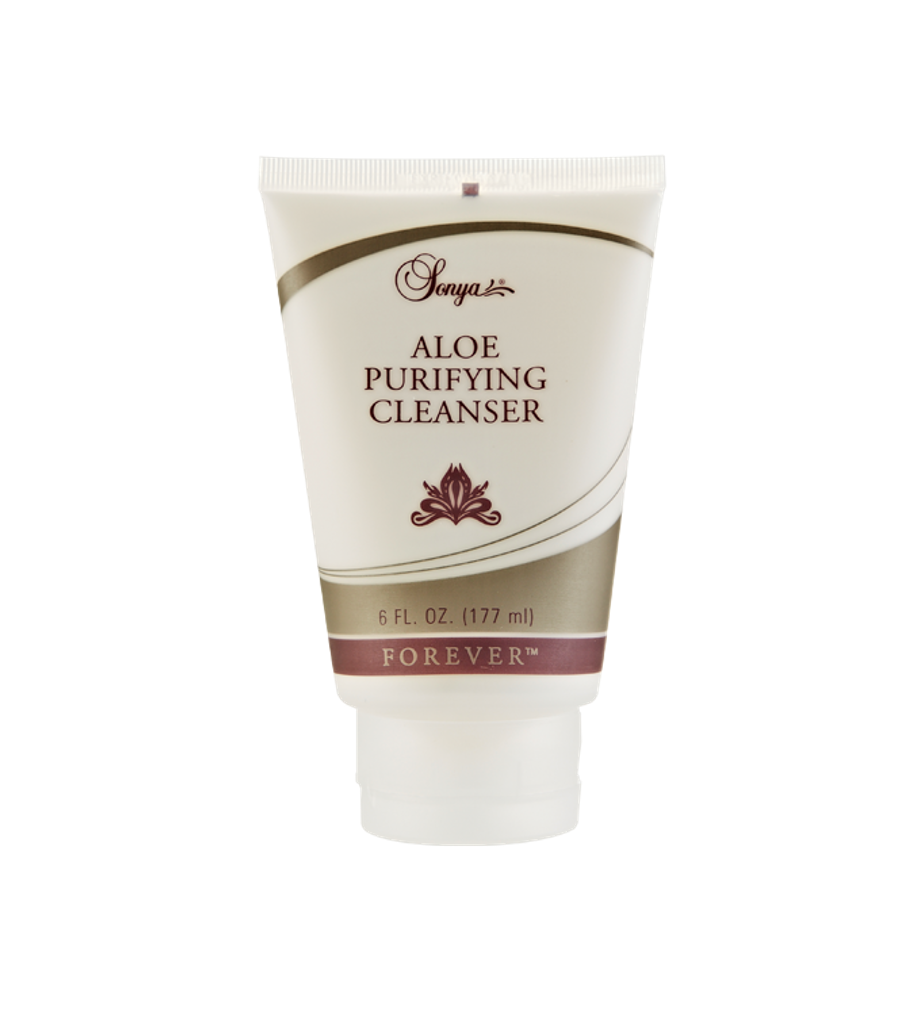 Sonya®
ALOE
PURIFYING
CLEANSER
6 FL. OZ. (177 ml)
FOREVER™